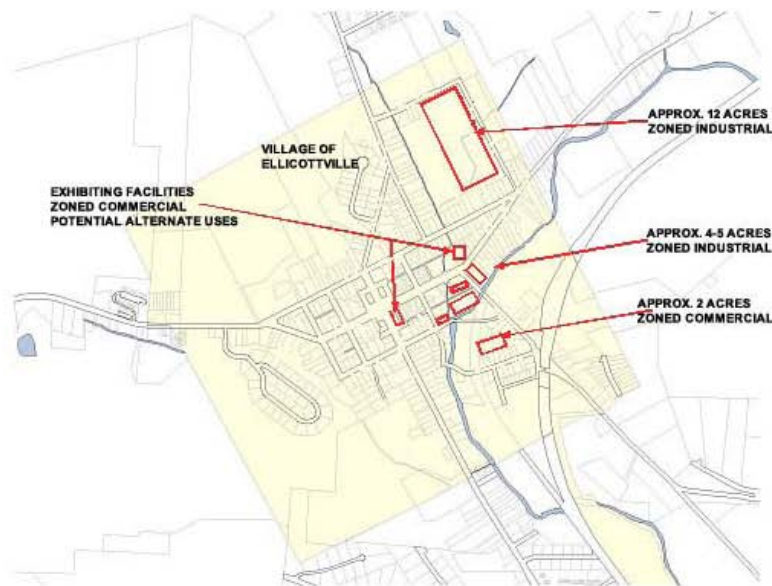 APPROX. 12 ACRES
ZONED INDUSTRIAL
VILLAGE OF
ELLICOTTVILLE
EXHIBITING FACILITIES
ZONED COMMERCIAL
POTENTIAL ALTERNATE USES
APPROX. 4-5 ACRES
ZONED INDUSTRIAL
APPROX. 2 ACRES
ZONED COMMERCIAL